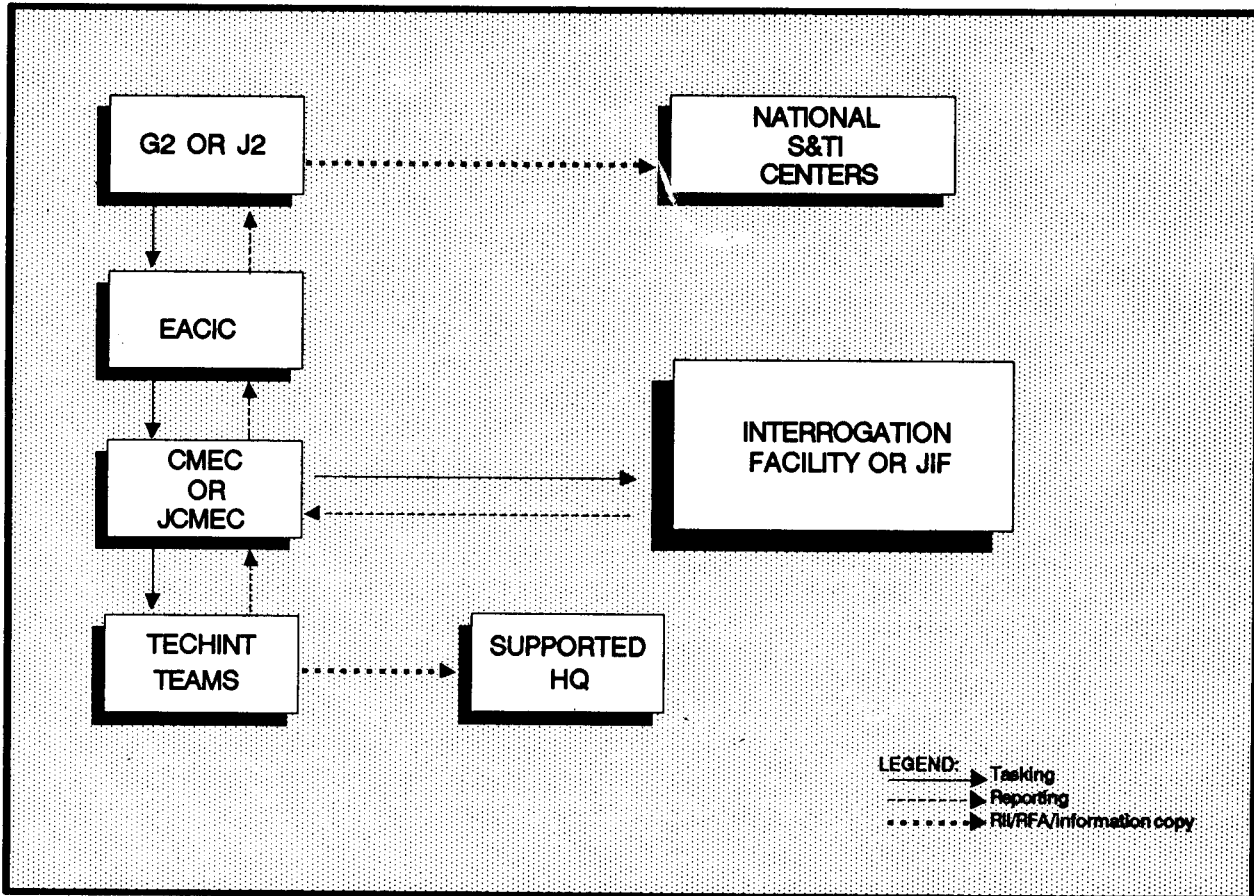 G2 OR J2
NATIONAL
S&TI
CENTERS
EACIC
INTERROGATION
FACILITY OR JIF
CMEC
OR
JCMEC
TECHINT
TEAMS
SUPPORTED
HQ
LEGEND:
Tasking
Reporting
RII/RFA/Information copy